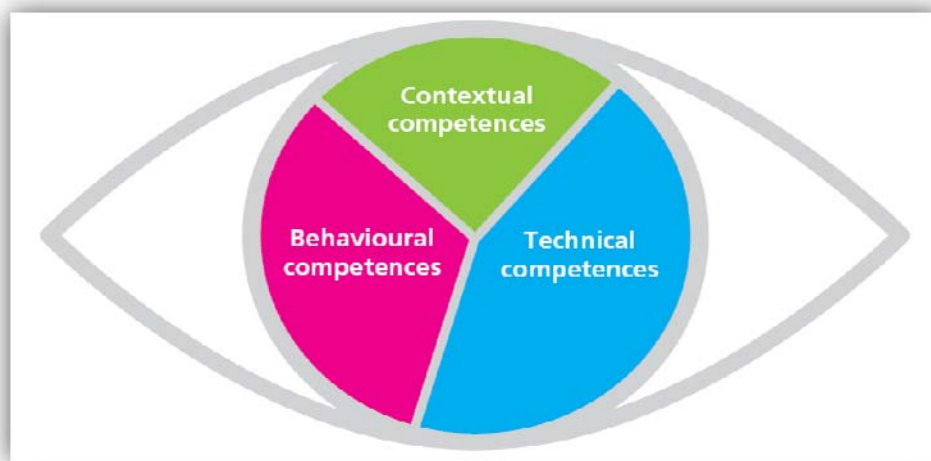 Contextual
competences
Behavioural
competences
Technical
competences